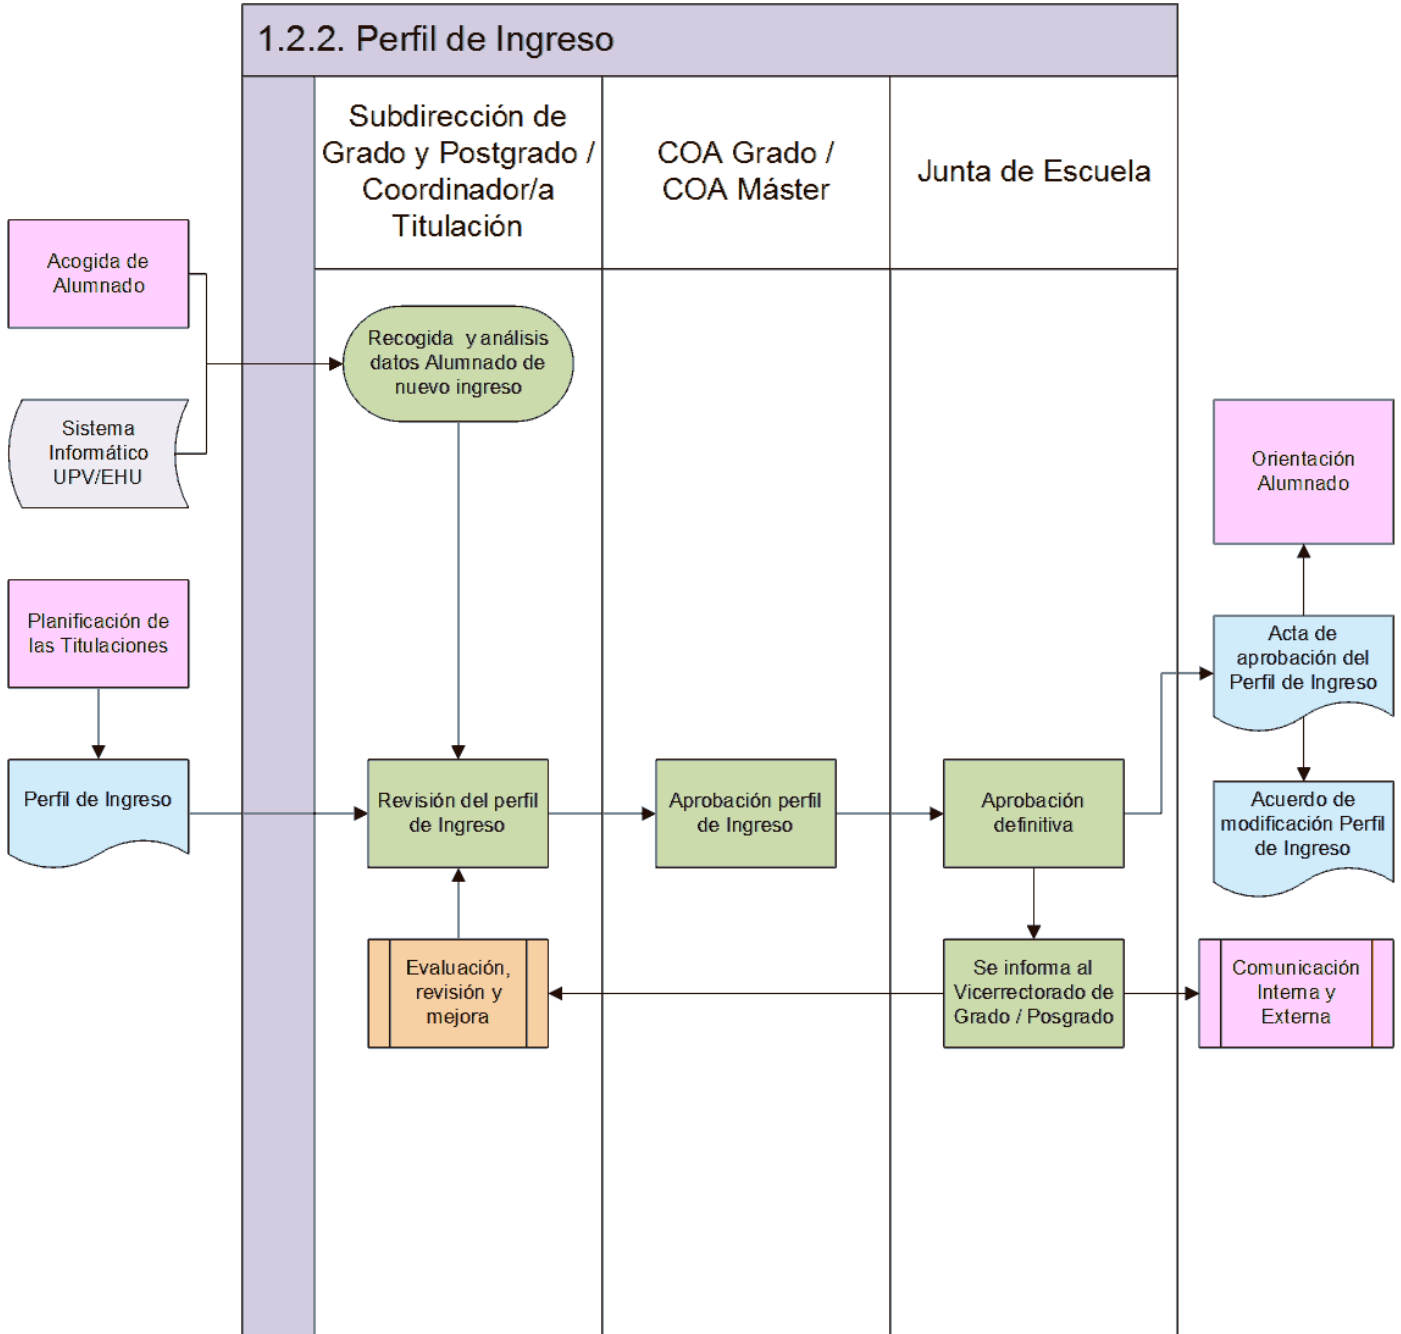 1.2.2. Perfil de Ingreso
Subdirección de
Grado y Postgrado /
Coordinador/a
Titulación
COA Grado /
COA Máster
Junta de Escuela
Acogida de
Alumnado
Recogida y análisis
datos Alumnado de
nuevo ingreso
Sistema
Informático
UPV/EHU
Orientación
Alumnado
Planificación de
las Titulaciones
Acta de
aprobación del
Perfil de Ingreso
Perfil de Ingreso
Revisión del perfil
de Ingreso
Aprobación perfil
de Ingreso
Aprobación
definitiva
Acuerdo de
modificación Perfil
de Ingreso
Evaluación,
revisión y
mejora
Se informa al
Vicerrectorado de
Grado / Posgrado
Comunicación
Interna y
Externa